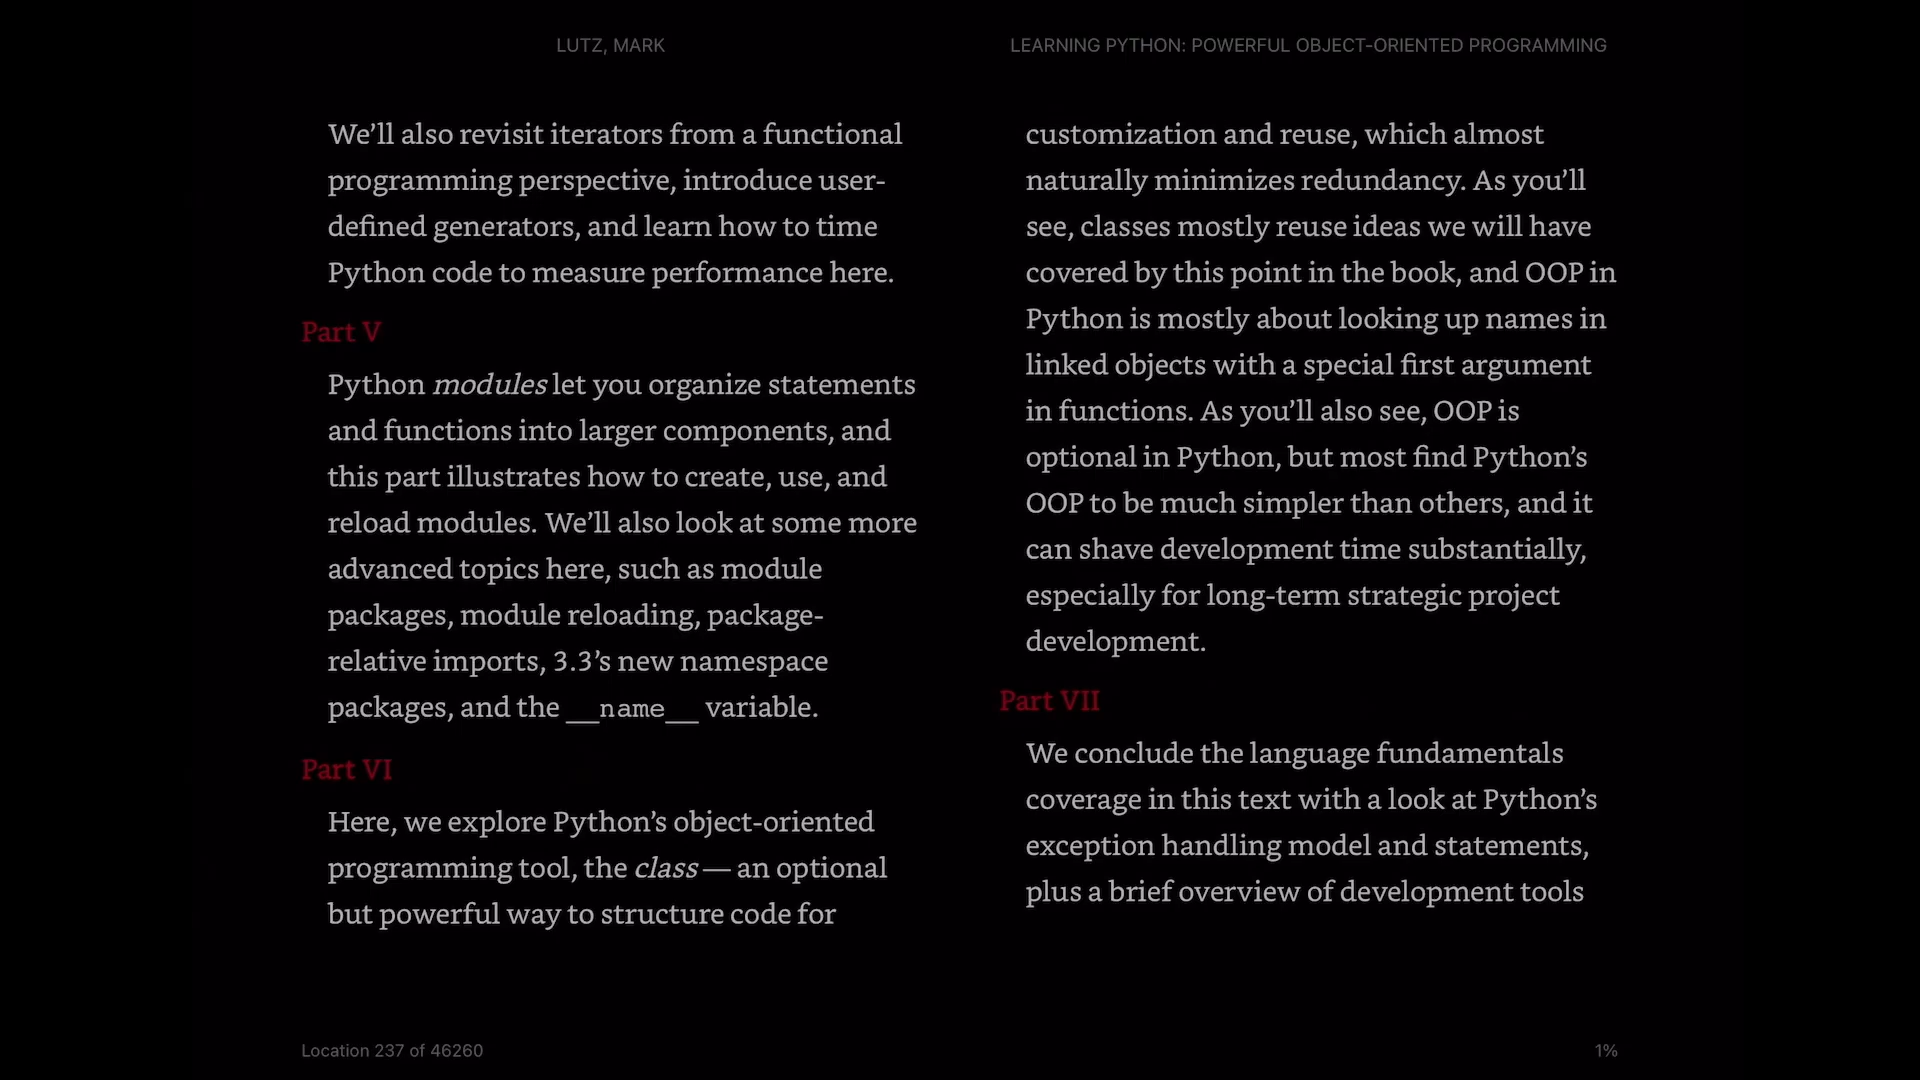 LUTZ, MARK
LEARNING PYTHON: POWERFUL OBJECT-ORIENTED PROGRAMMING
We’ll also revisit iterators from a functional
programming perspective, introduce user-
defined generators, and learn how to time
Python code to measure performance here.
Part V
Python modules let you organize statements
and functions into larger components, and
this part illustrates how to create, use, and
reload modules. We’ll also look at some more
advanced topics here, such as module
packages, module reloading, package-
relative imports, 3.3’s new namespace
packages, and the __name__ variable.
Part VI
Here, we explore Python’s object-oriented
programming tool, the class — an optional
but powerful way to structure code for
customization and reuse, which almost
naturally minimizes redundancy. As you’ll
see, classes mostly reuse ideas we will have
covered by this point in the book, and OOP in
Python is mostly about looking up names in
linked objects with a special first argument
in functions. As you’ll also see, OOP is
optional in Python, but most find Python’s
OOP to be much simpler than others, and it
can shave development time substantially,
especially for long-term strategic project
development.
Part VII
We conclude the language fundamentals
coverage in this text with a look at Python’s
exception handling model and statements,
plus a brief overview of development tools
Location 237 of 46260
1%